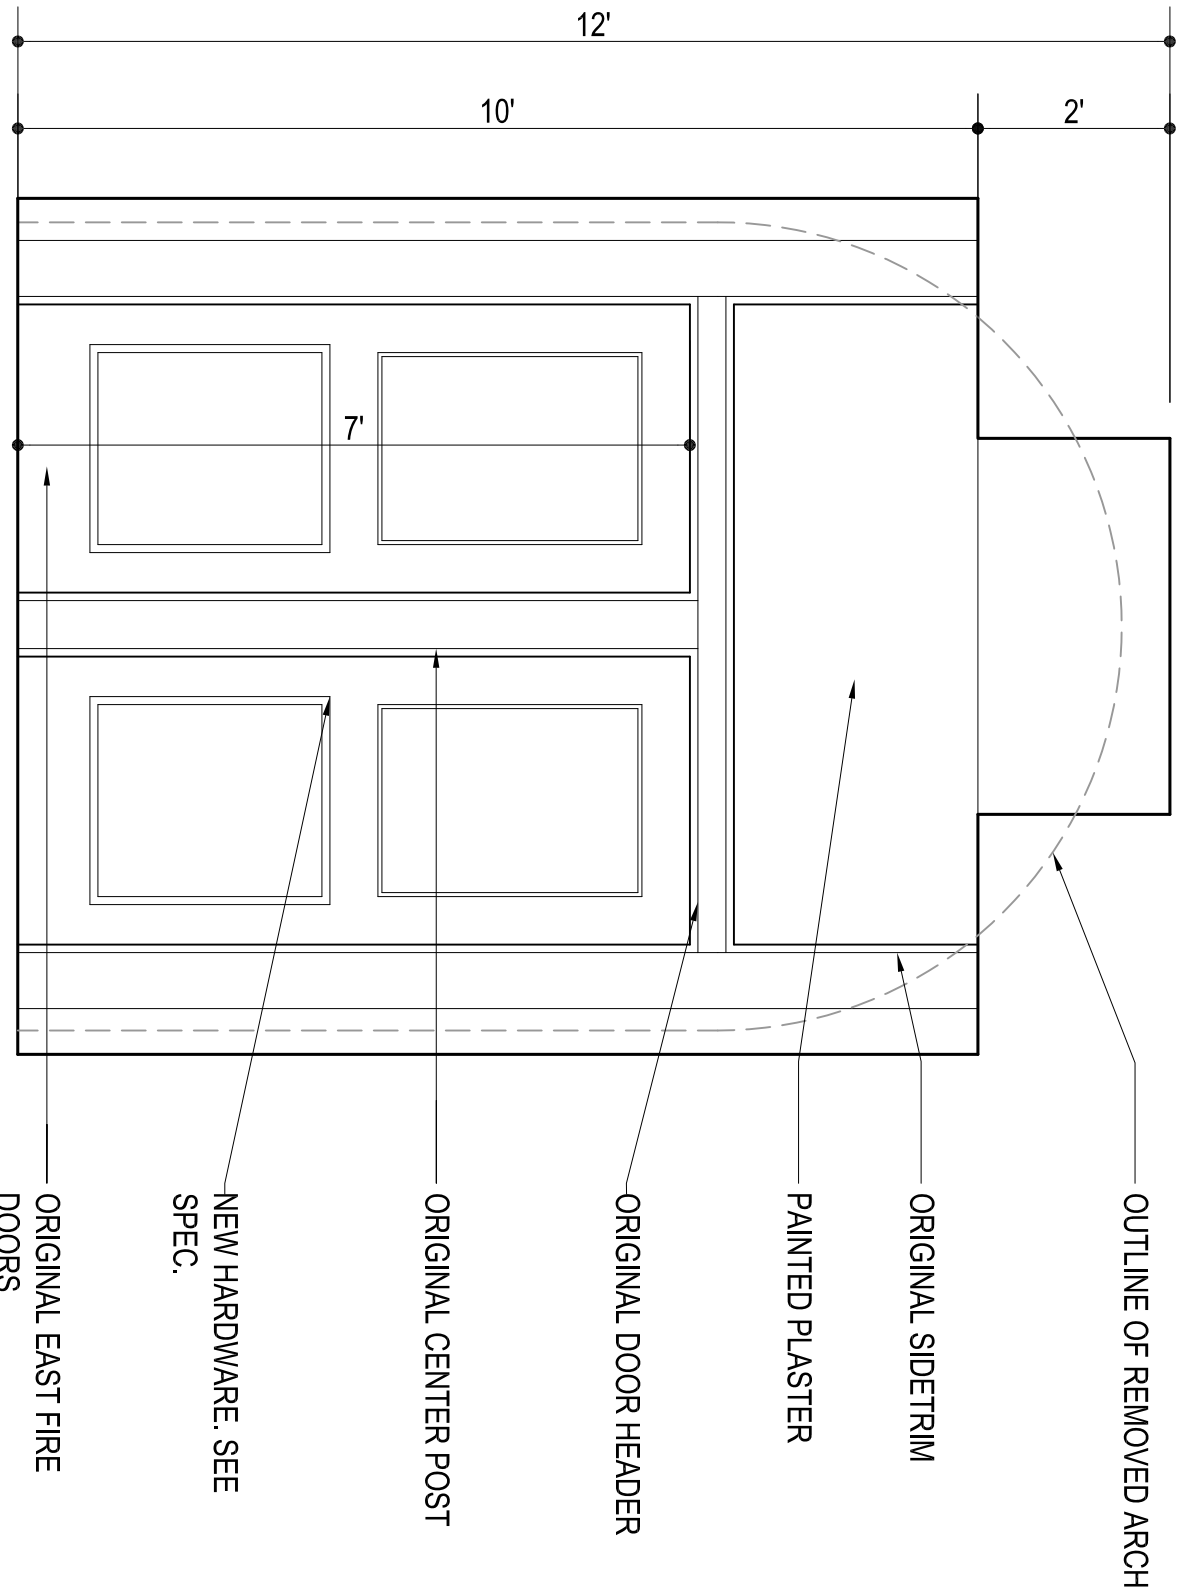 12'
10'
2'
7'
OUTLINE OF REMOVED ARCH
ORIGINAL SIDETRIM
PAINTED PLASTER
ORIGINAL DOOR HEADER
ORIGINAL CENTER POST
NEW HARDWARE. SEE
SPEC.
ORIGINAL EAST FIRE
DOORS